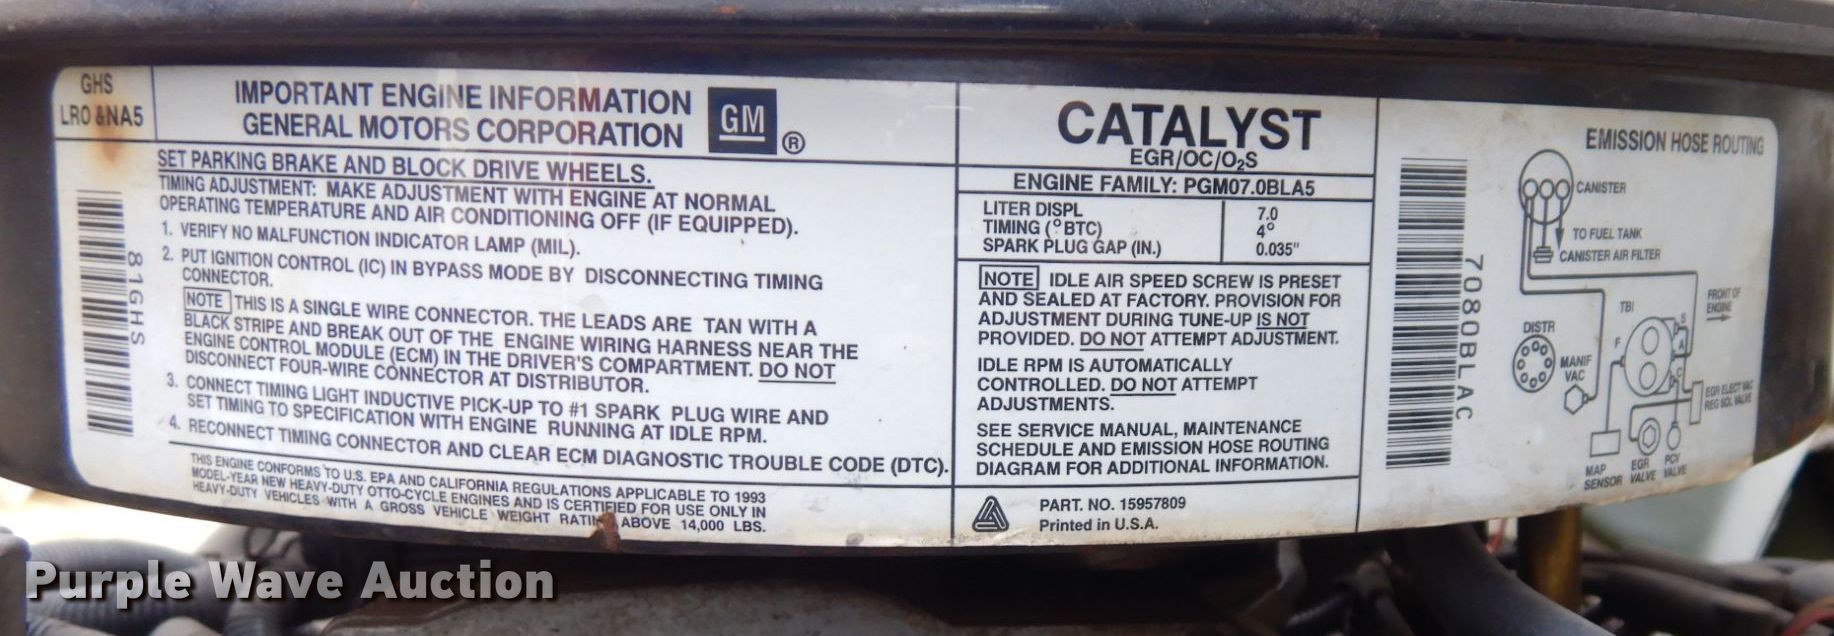 GHS
LRO &NA5
IMPORTANT ENGINE INFORMATION
GENERAL MOTORS CORPORATION
GM ®
SET PARKING BRAKE AND BLOCK DRIVE WHEELS.
TIMING ADJUSTMENT: MAKE ADJUSTMENT WITH ENGINE AT NORMAL
OPERATING TEMPERATURE AND AIR CONDITIONING OFF (IF EQUIPPED).
1. VERIFY NO MALFUNCTION INDICATOR LAMP (MIL).
2. PUT IGNITION CONTROL (IC) IN BYPASS MODE BY DISCONNECTING TIMING
CONNECTOR.
NOTE THIS IS A SINGLE WIRE CONNECTOR. THE LEADS ARE TAN WITH A
BLACK STRIPE AND BREAK OUT OF THE ENGINE WIRING HARNESS NEAR THE
ENGINE CONTROL MODULE (ECM) IN THE DRIVER'S COMPARTMENT. DO NOT
DISCONNECT FOUR-WIRE CONNECTOR AT DISTRIBUTOR.
3. CONNECT TIMING LIGHT INDUCTIVE PICK-UP TO #1 SPARK PLUG WIRE AND
SET TIMING TO SPECIFICATION WITH ENGINE RUNNING AT IDLE RPM.
4. RECONNECT TIMING CONNECTOR AND CLEAR ECM DIAGNOSTIC TROUBLE CODE (DTC).
THIS ENGINE CONFORMS TO U.S. EPA AND CALIFORNIA REGULATIONS APPLICABLE TO 1993
MODEL-YEAR NEW HEAVY-DUTY OTTO-CYCLE ENGINES AND IS CERTIFIED FOR USE ONLY IN
HEAVY-DUTY VEHICLES WITH A GROSS VEHICLE WEIGHT RATING ABOVE 14,000 LBS.
81GHS
CATALYST
EGR/OC/O₂S
ENGINE FAMILY: PGM07.0BLA5
LITER DISPL 7.0
TIMING (°BTC) 4°
SPARK PLUG GAP (IN.) 0.035"
NOTE IDLE AIR SPEED SCREW IS PRESET
AND SEALED AT FACTORY. PROVISION FOR
ADJUSTMENT DURING TUNE-UP IS NOT
PROVIDED. DO NOT ATTEMPT ADJUSTMENT.
IDLE RPM IS AUTOMATICALLY
CONTROLLED. DO NOT ATTEMPT
ADJUSTMENTS.
SEE SERVICE MANUAL, MAINTENANCE
SCHEDULE AND EMISSION HOSE ROUTING
DIAGRAM FOR ADDITIONAL INFORMATION.
PART. NO. 15957809
Printed in U.S.A.
7080BLAC
EMISSION HOSE ROUTING
CANISTER
TO FUEL TANK
CANISTER AIR FILTER
FRONT OF
ENGINE
TBI
DISTR
F
S
A
C
MANIF
VAC
EGR ELECT VAC
REG SOL VALVE
MAP
SENSOR
EGR
VALVE
PCV
VALVE
Purple Wave Auction